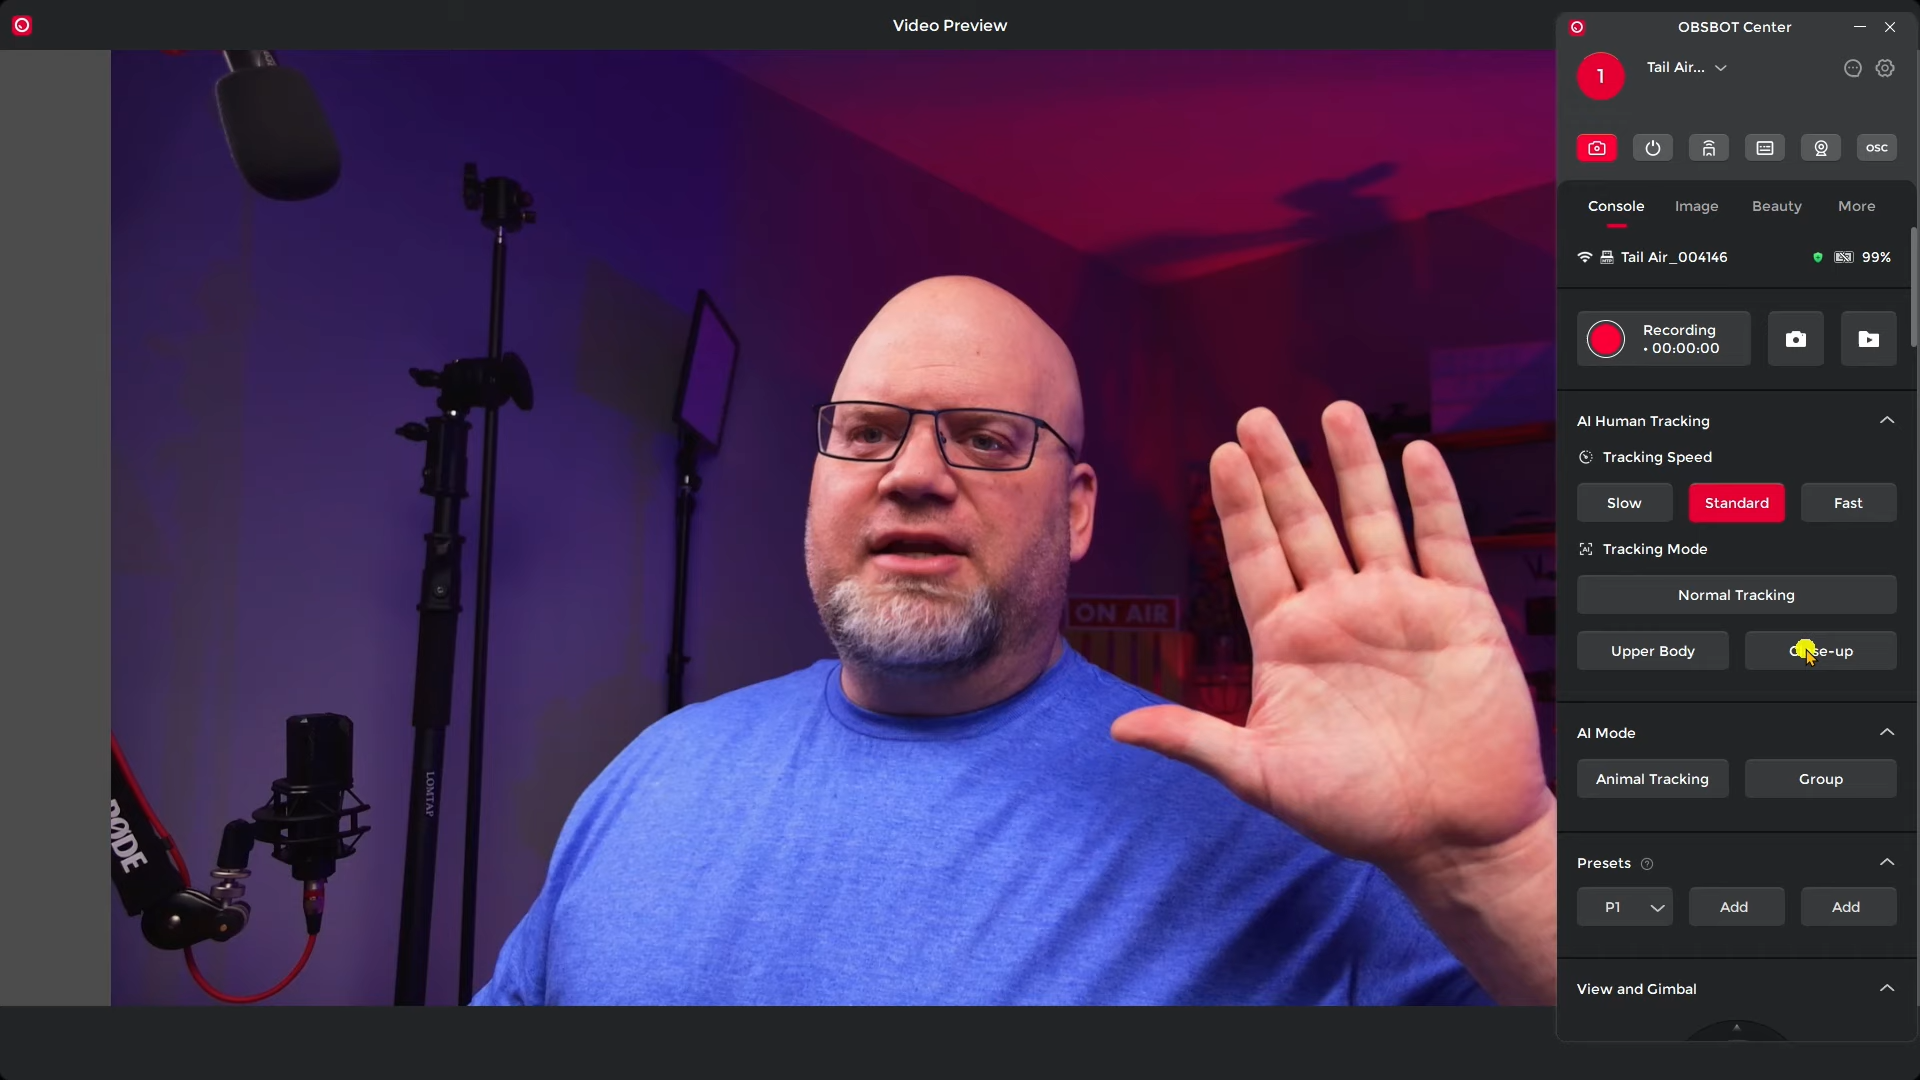 Video Preview
OBSBOT Center
1
Tail Air...
OSC
Console
Image
Beauty
More
Tail Air_004146
99%
Recording
• 00:00:00
AI Human Tracking
Tracking Speed
Slow
Standard
Fast
Tracking Mode
Normal Tracking
Upper Body
AI Mode
Animal Tracking
Group
Presets
P1
Add
Add
View and Gimbal
ON AIR
LOMTAP
RØDE